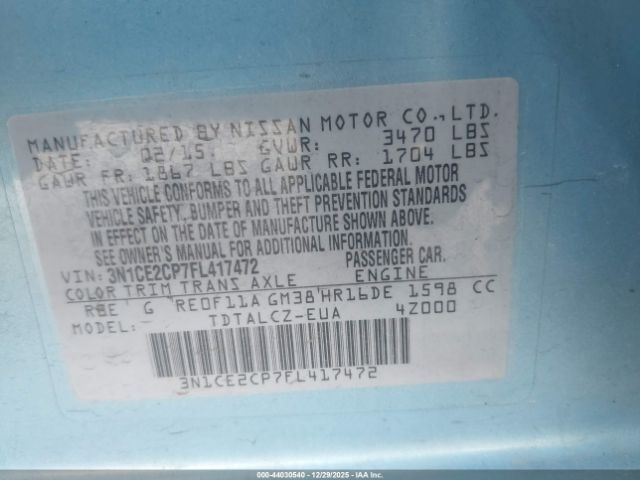 MANUFACTURED BY NISSAN MOTOR CO., LTD.
DATE: 02/15 GVWR: 3470 LBS
GAWR FR: 1867 LBS GAWR RR: 1704 LBS
THIS VEHICLE CONFORMS TO ALL APPLICABLE FEDERAL MOTOR
VEHICLE SAFETY, BUMPER AND THEFT PREVENTION STANDARDS
IN EFFECT ON THE DATE OF MANUFACTURE SHOWN ABOVE.
SEE OWNER'S MANUAL FOR ADDITIONAL INFORMATION.
VIN: 3N1CE2CP7FL417472 PASSENGER CAR.
COLOR TRIM TRANS AXLE ENGINE
RBE G RE0F11A GM38 HR16DE 1598 CC
MODEL: TDTALCZ-EUA 4Z000
3N1CE2CP7FL417472
000-44030540 - 12/29/2025 - IAAI.com